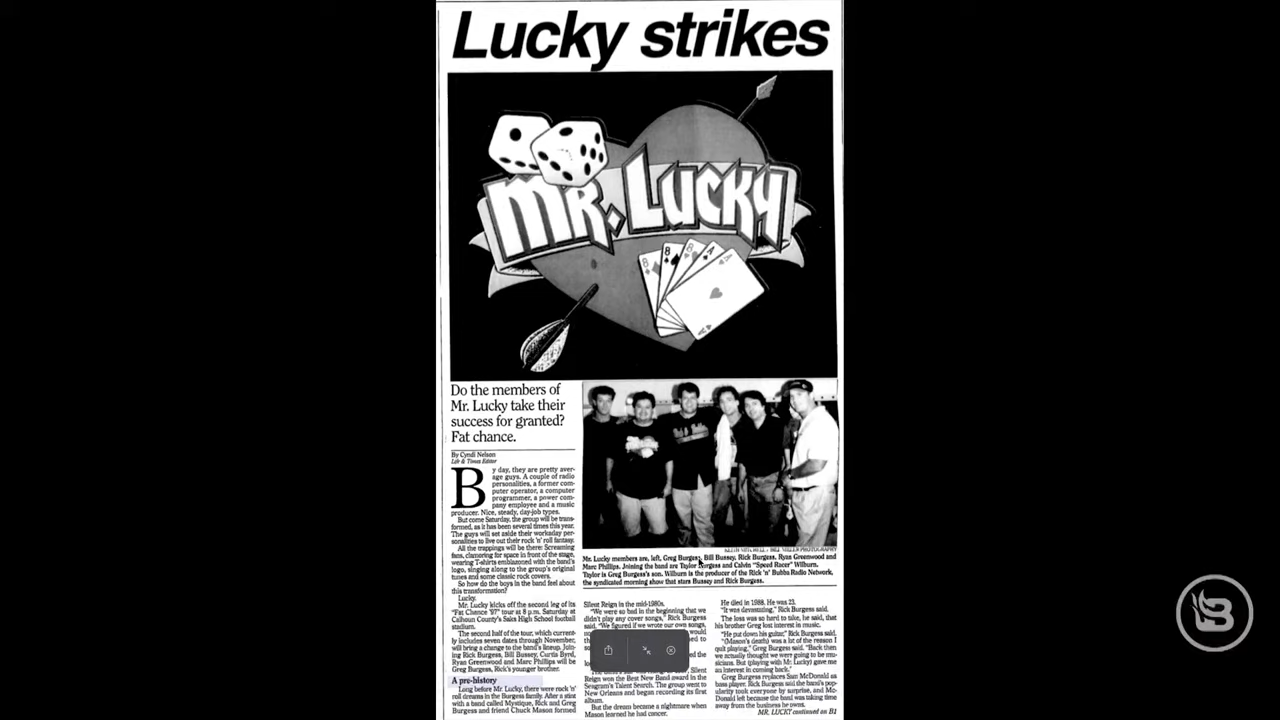 Lucky strikes
MR. LUCKY
Do the members of
Mr. Lucky take their
success for granted?
Fat chance.
By Cyndi Nelson
Life & Times Editor
By day, they are pretty aver-
age guys. A couple of radio
personalities, a former com-
puter operator, a computer
programmer, a power com-
pany employee and a music
producer. Nice, steady, day-job types.
But come Saturday, the group will be trans-
formed, as it has been several times this year.
The guys will set aside their workaday per-
sonalities to live out their rock 'n' roll fantasy.
All the trappings will be there: Screaming
fans, clamoring for space in front of the stage,
wearing T-shirts emblazoned with the band's
logo, singing along to the group's original
tunes and some classic rock covers.
So how do the boys in the band feel about
this transformation?
Lucky.
Mr. Lucky kicks off the second leg of its
"Fat Chance '97" tour at 8 p.m. Saturday at
Calhoun County's Saks High School football
stadium.
The second half of the tour, which current-
ly includes seven dates through November,
will bring a change to the band's lineup. Join-
ing Rick Burgess, Bill Bussey, Curtis Byrd,
Ryan Greenwood and Marc Phillips will be
Greg Burgess, Rick's younger brother.
A pre-history
Long before Mr. Lucky, there were rock 'n'
roll dreams in the Burgess family. After a stint
with a band called Mystique, Rick and Greg
Burgess and friend Chuck Mason formed
Mr. Lucky members are, left, Greg Burgess, Bill Bussey, Rick Burgess, Ryan Greenwood and
Marc Phillips. Joining the band are Taylor Burgess and Calvin "Speed Racer" Wilburn.
Taylor is Greg Burgess's son. Wilburn is the producer of the Rick 'n' Bubba Radio Network,
the syndicated morning show that stars Bussey and Rick Burgess.
Silent Reign in the mid-1980s.
"We were so bad in the beginning that we
didn't play any cover songs," Rick Burgess
said. "We figured if we wrote our own songs,
would
Silent
Reign won the Best New Band award in the
Seagram's Talent Search. The group went to
New Orleans and began recording its first
album.
But the dream became a nightmare when
Mason learned he had cancer.
He died in 1988. He was 23.
"It was devastating," Rick Burgess said.
The loss was so hard to take, he said, that
his brother Greg lost interest in music.
"He put down his guitar," Rick Burgess said.
"(Mason's death) was a lot of the reason I
quit playing," Greg Burgess said. "Back then
we actually thought we were going to be mu-
sicians. But (playing with Mr. Lucky) gave me
an interest in coming back."
Greg Burgess replaces Sam McDonald as
bass player. Rick Burgess said the band's pop-
ularity took everyone by surprise, and Mc-
Donald left because the band was taking time
away from the business he owns.
MR. LUCKY continued on B1